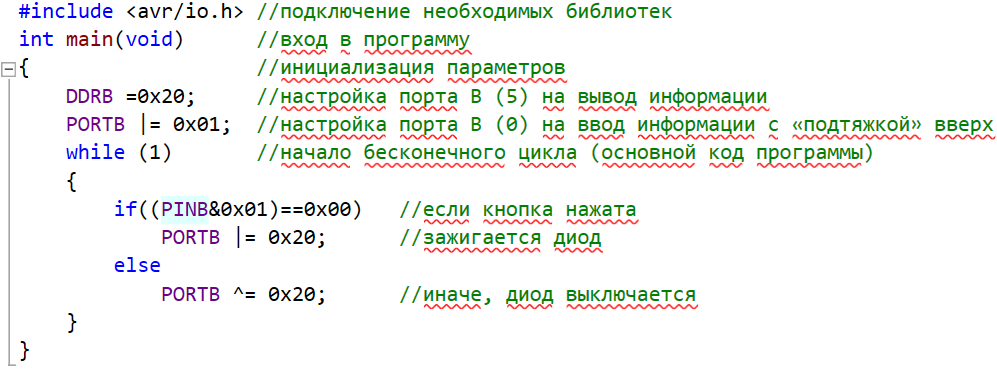 #include <avr/io.h> //подключение необходимых библиотек
int main(void)      //вход в программу
{                   //инициализация параметров
    DDRB =0x20;     //настройка порта B (5) на вывод информации
    PORTB |= 0x01;  //настройка порта B (0) на ввод информации с «подтяжкой» вверх
    while (1)       //начало бесконечного цикла (основной код программы)
    {
        if((PINB&0x01)==0x00)   //если кнопка нажата
            PORTB |= 0x20;      //зажигается диод
        else
            PORTB ^= 0x20;      //иначе, диод выключается
    }
}